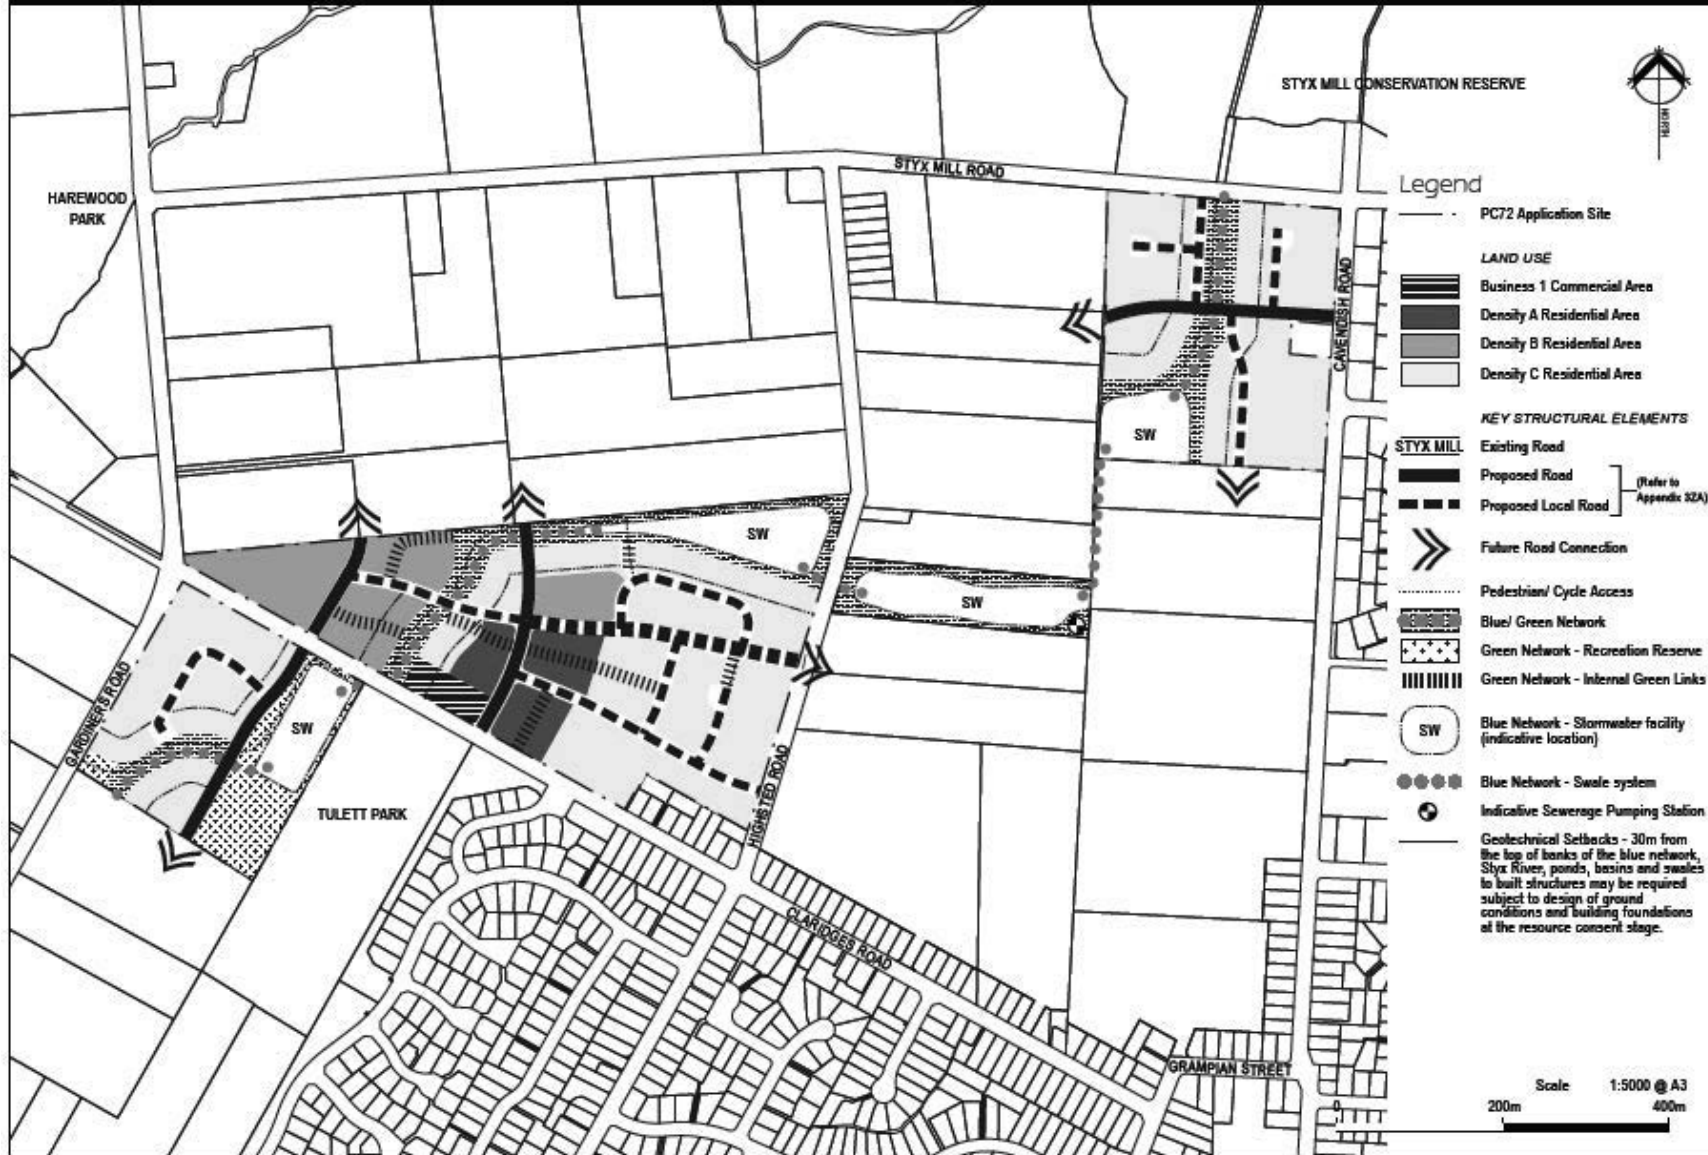 STYX MILL CONSERVATION RESERVE
NORTH
STYX MILL ROAD
HAREWOOD
PARK
CAVENDISH ROAD
SW
SW
SW
SW
GARDINERS ROAD
TULETT PARK
HIGHSTED ROAD
CLARIDGES ROAD
GRAMPIAN STREET
Legend
PC72 Application Site
LAND USE
Business 1 Commercial Area
Density A Residential Area
Density B Residential Area
Density C Residential Area
KEY STRUCTURAL ELEMENTS
STYX MILL Existing Road
Proposed Road
Proposed Local Road
(Refer to
Appendix 3ZA)
Future Road Connection
Pedestrian/ Cycle Access
Blue/ Green Network
Green Network - Recreation Reserve
Green Network - Internal Green Links
SW
Blue Network - Stormwater facility
(indicative location)
Blue Network - Swale system
Indicative Sewerage Pumping Station
Geotechnical Setbacks - 30m from
the top of banks of the blue network,
Styx River, ponds, basins and swales
to built structures may be required
subject to design of ground
conditions and building foundations
at the resource consent stage.
Scale 1:5000 @ A3
0 200m 400m